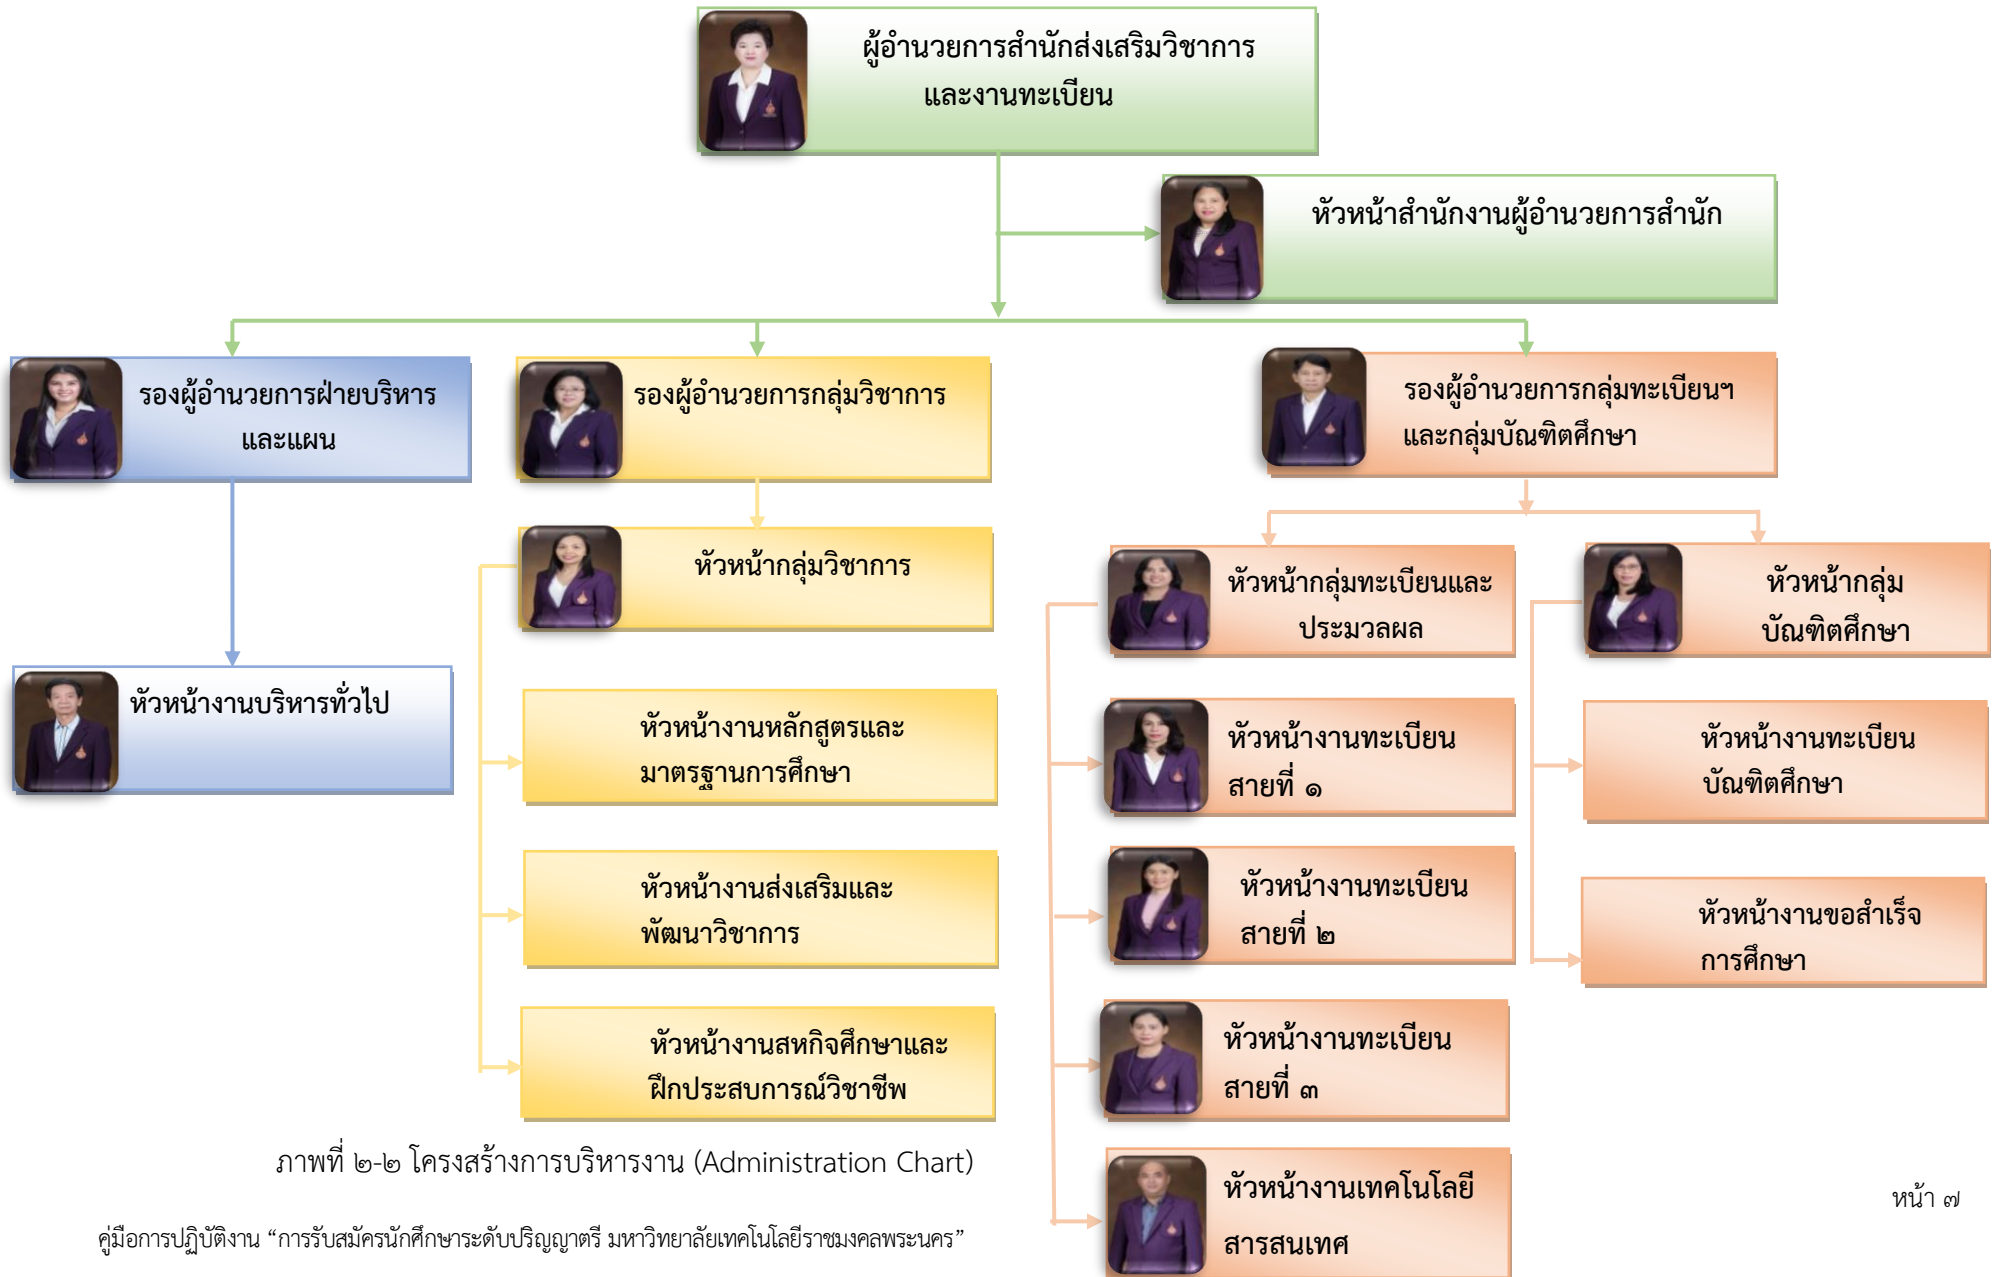 ผู้อำนวยการสำนักส่งเสริมวิชาการ
และงานทะเบียน
หัวหน้าสำนักงานผู้อำนวยการสำนัก
รองผู้อำนวยการฝ่ายบริหาร
และแผน
รองผู้อำนวยการกลุ่มวิชาการ
รองผู้อำนวยการกลุ่มทะเบียนฯ
และกลุ่มบัณฑิตศึกษา
หัวหน้างานบริหารทั่วไป
หัวหน้ากลุ่มวิชาการ
หัวหน้างานหลักสูตรและ
มาตรฐานการศึกษา
หัวหน้างานส่งเสริมและ
พัฒนาวิชาการ
หัวหน้างานสหกิจศึกษาและ
ฝึกประสบการณ์วิชาชีพ
หัวหน้ากลุ่มทะเบียนและ
ประมวลผล
หัวหน้างานทะเบียน
สายที่ ๑
หัวหน้างานทะเบียน
สายที่ ๒
หัวหน้างานทะเบียน
สายที่ ๓
หัวหน้างานเทคโนโลยี
สารสนเทศ
หัวหน้ากลุ่ม
บัณฑิตศึกษา
หัวหน้างานทะเบียน
บัณฑิตศึกษา
หัวหน้างานขอสำเร็จ
การศึกษา
ภาพที่ ๒-๒ โครงสร้างการบริหารงาน (Administration Chart)
หน้า ๗
คู่มือการปฏิบัติงาน “การรับสมัครนักศึกษาระดับปริญญาตรี มหาวิทยาลัยเทคโนโลยีราชมงคลพระนคร”